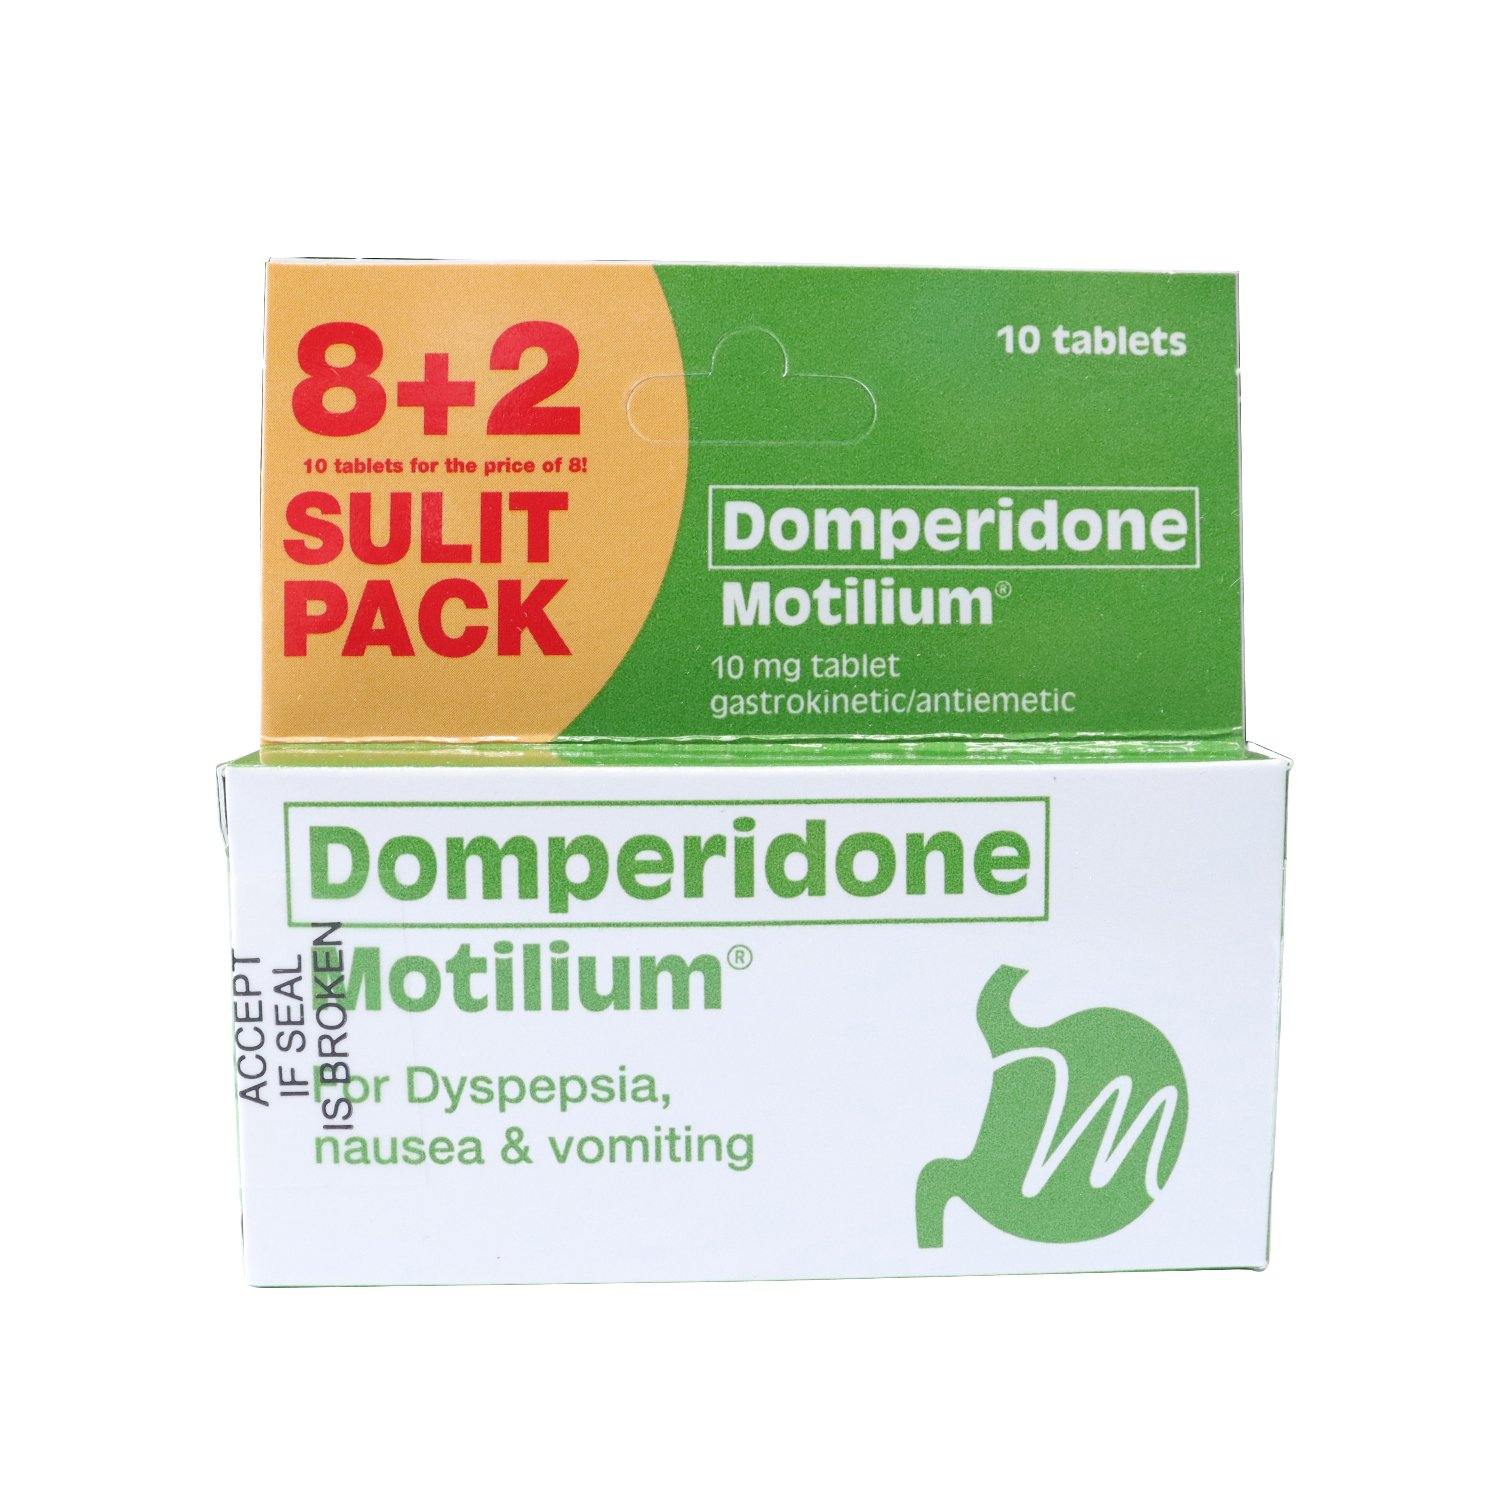 8+2
10 tablets for the price of 8!
SULIT
PACK
10 tablets
Domperidone
Motilium®
10 mg tablet
gastrokinetic/antiemetic
Domperidone
Motilium®
For Dyspepsia,
nausea & vomiting
ACCEPT
IF SEAL
IS BROKEN
m